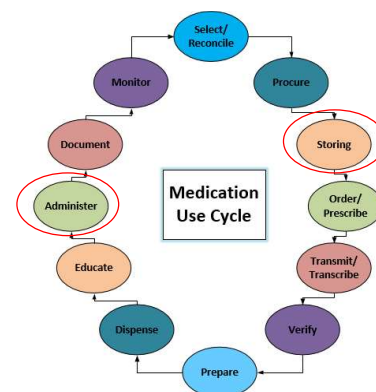 Select/
Reconcile
Procure
Storing
Order/
Prescribe
Transmit/
Transcribe
Verify
Prepare
Dispense
Educate
Administer
Document
Monitor
Medication
Use Cycle